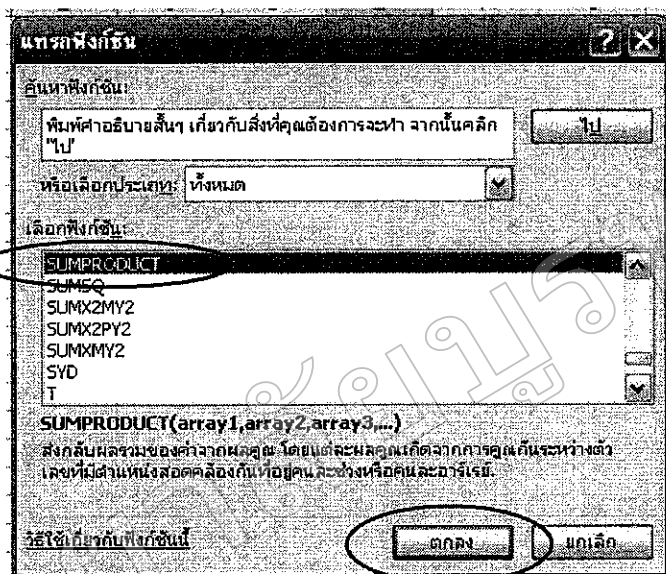 แทรกฟังก์ชัน
ค้นหาฟังก์ชัน:
พิมพ์คำอธิบายสั้นๆ เกี่ยวกับสิ่งที่คุณต้องการจะทำ จากนั้นคลิก
"ไป"
ไป
หรือเลือกประเภท: ทั้งหมด
เลือกฟังก์ชัน:
SUMPRODUCT
SUMSQ
SUMX2MY2
SUMX2PY2
SUMXMY2
SYD
T
SUMPRODUCT(array1,array2,array3,...)
ส่งกลับผลรวมของค่าจากผลคูณ โดยแต่ละผลคูณเกิดจากการคูณกันระหว่างตัว
เลขที่มีตำแหน่งสอดคล้องกันที่อยู่คนละช่วงหรือคนละอาร์เรย์.
วิธีใช้เกี่ยวกับฟังก์ชันนี้
ตกลง
ยกเลิก